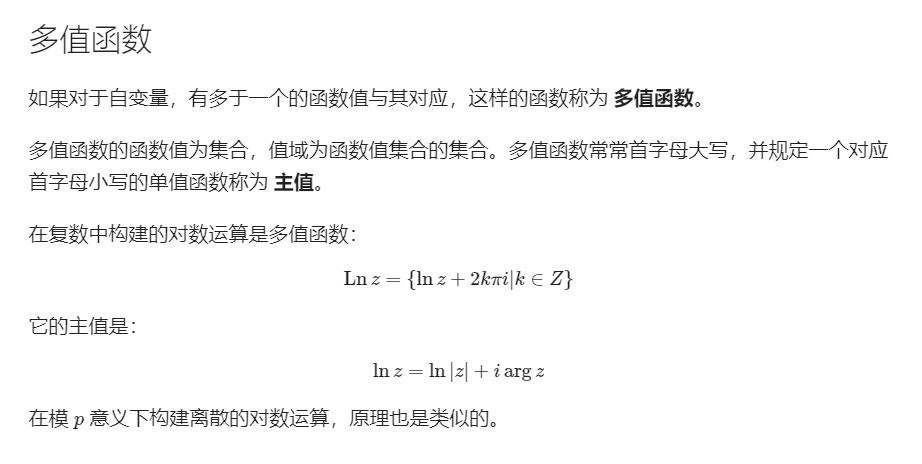 多值函数
如果对于自变量，有多于一个的函数值与其对应，这样的函数称为 多值函数。
多值函数的函数值为集合，值域为函数值集合的集合。多值函数常常首字母大写，并规定一个对应
首字母小写的单值函数称为 主值。
在复数中构建的对数运算是多值函数：
Ln z = {ln z + 2kπi|k ∈ Z}
它的主值是：
ln z = ln |z| + i arg z
在模 p 意义下构建离散的对数运算，原理也是类似的。